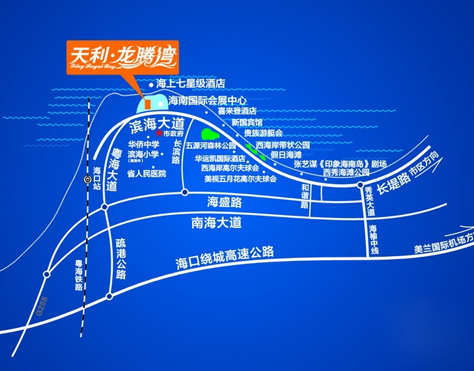 天利·龙腾湾
Tsley Royal Bay
海上七星级酒店
海南国际会展中心
喜来登酒店
新国宾馆
贵族游艇会
滨海大道
市政府
五源河森林公园
西海岸带状公园
假日海滩
华侨中学
滨海小学
省人民医院
粤海大道
海口站
长滨路
华运凯国际酒店
西海岸高尔夫球会
美视五月花高尔夫球会
张艺谋《印象海南岛》剧场
西秀海滩公园
长堤路
市区方向
和谐路
秀英大道
海榆中线
海盛路
南海大道
疏港公路
粤海铁路
海口绕城高速公路
美兰国际机场方